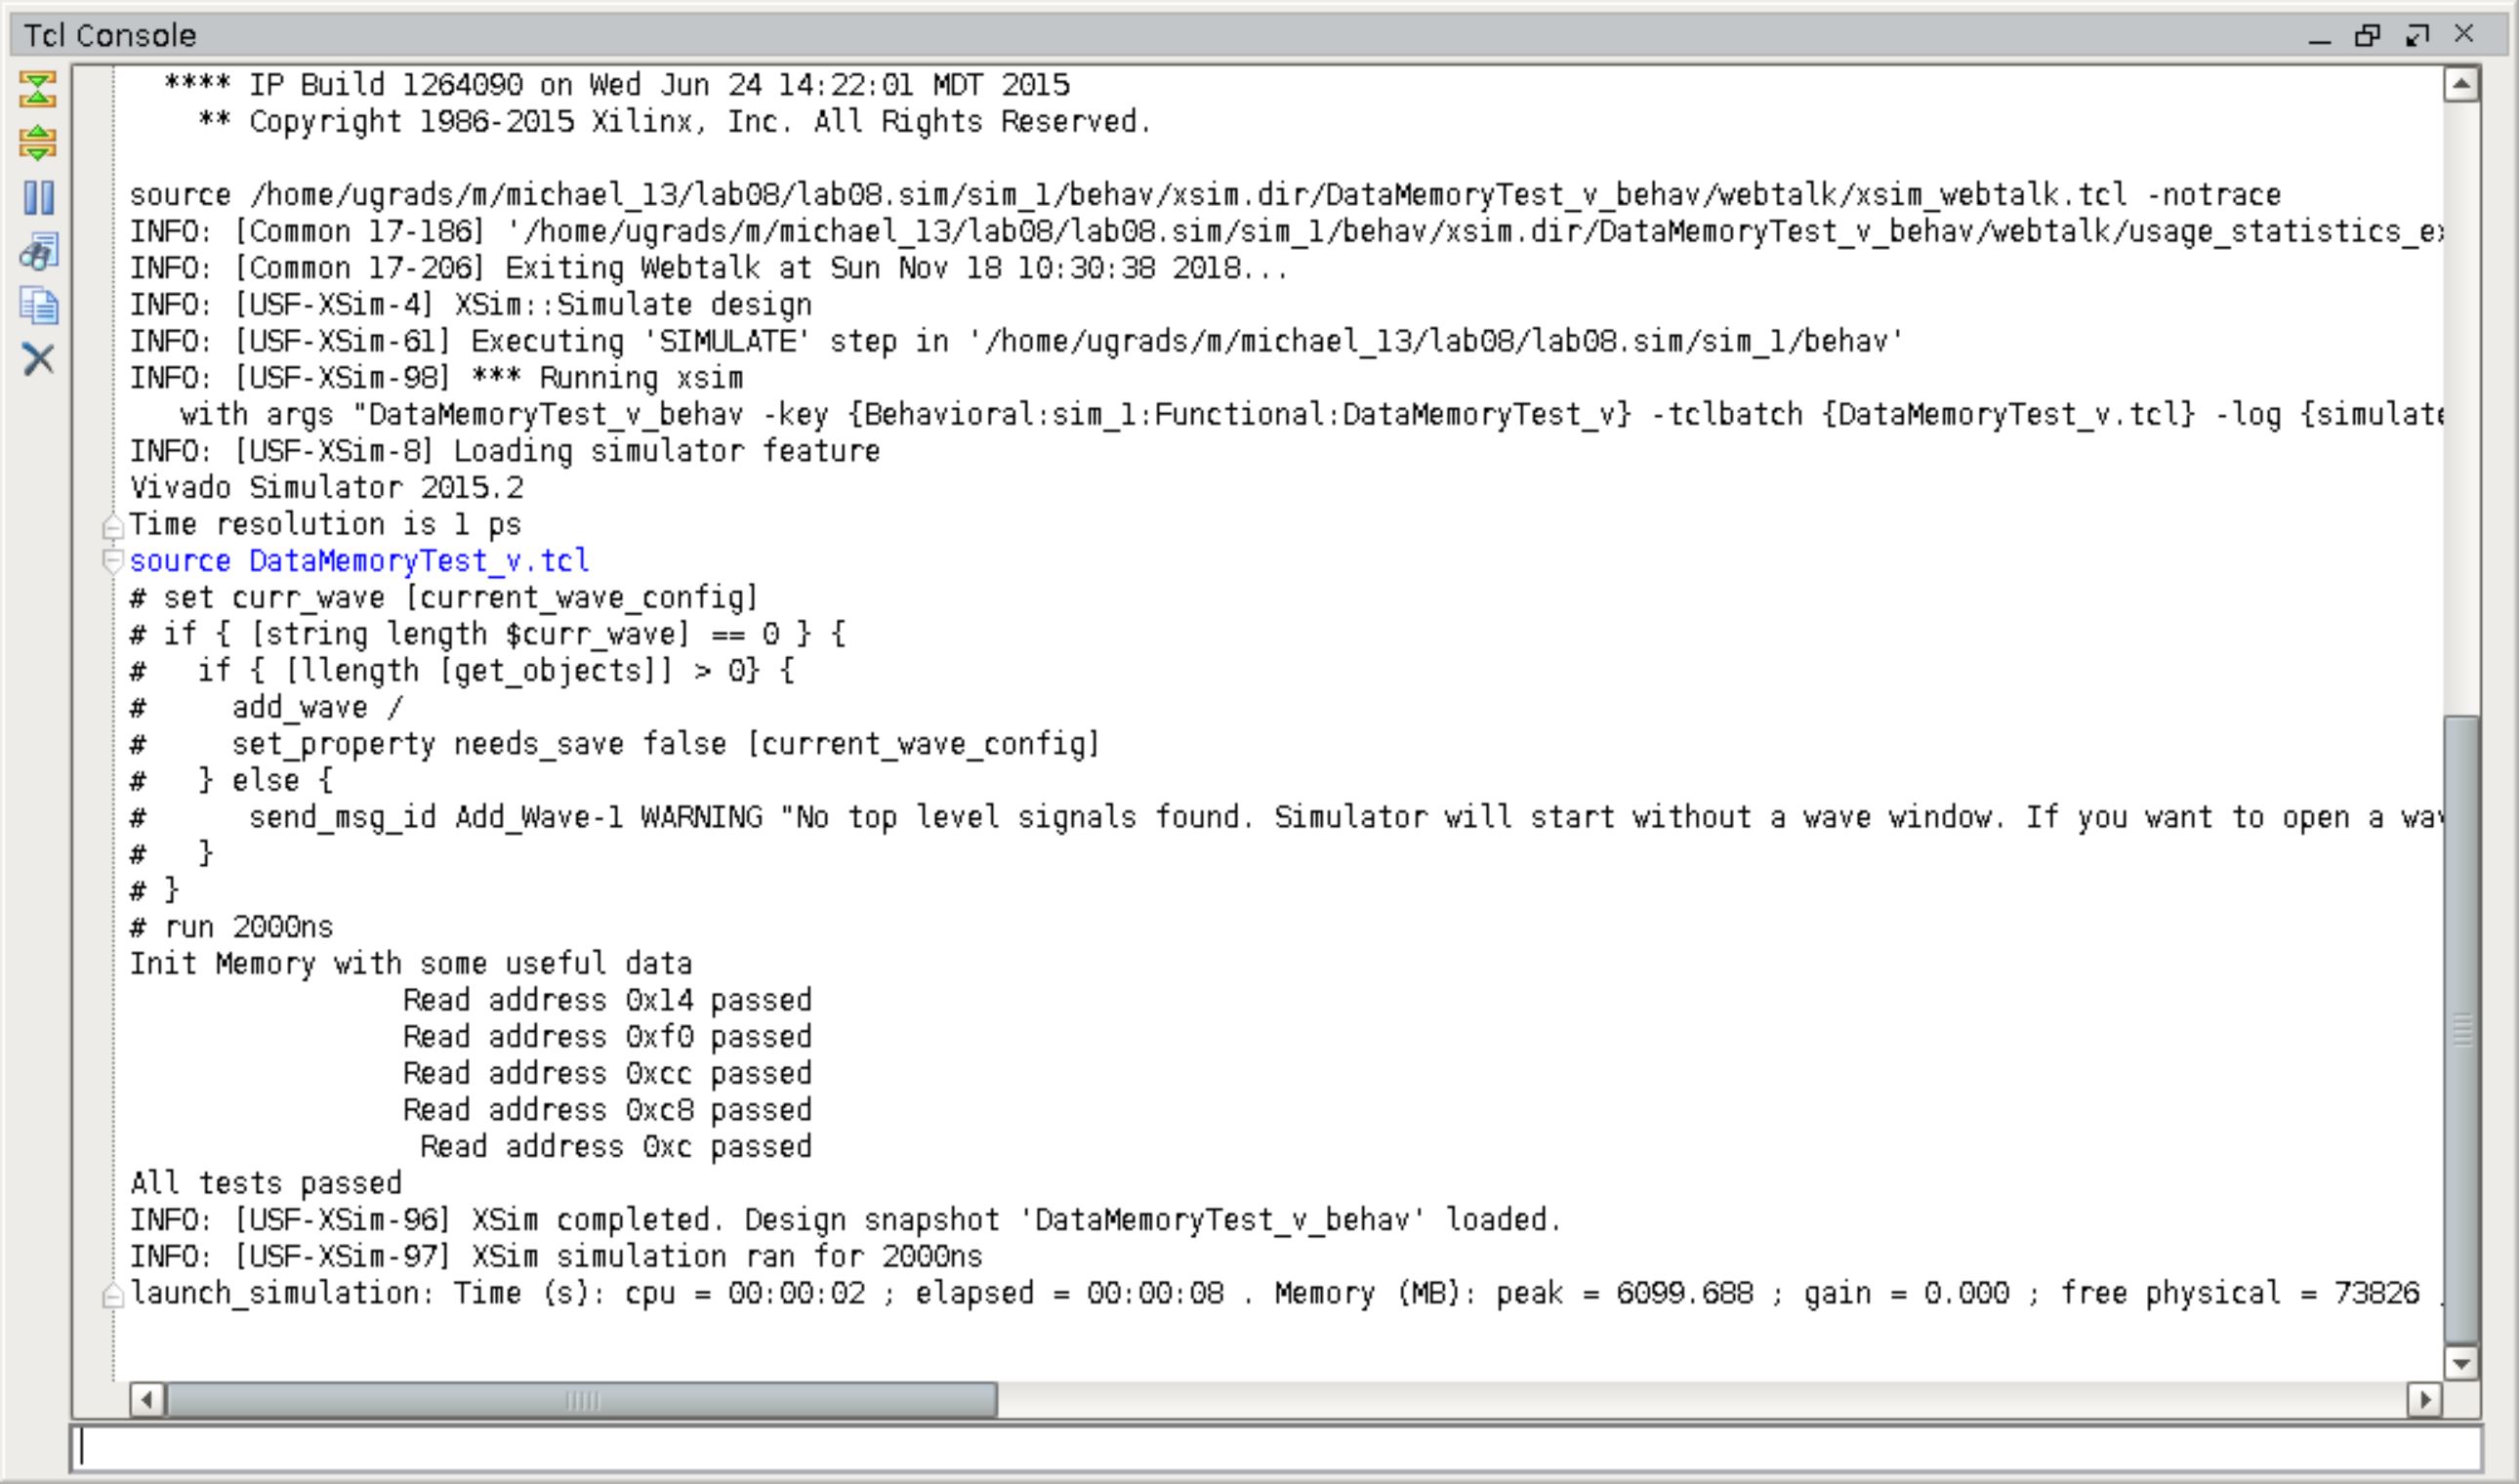 Tcl Console
**** IP Build 1264090 on Wed Jun 24 14:22:01 MDT 2015
** Copyright 1986-2015 Xilinx, Inc. All Rights Reserved.
source /home/ugrads/m/michael_13/lab08/lab08.sim/sim_1/behav/xsim.dir/DataMemoryTest_v_behav/webtalk/xsim_webtalk.tcl -notrace
INFO: [Common 17-186] '/home/ugrads/m/michael_13/lab08/lab08.sim/sim_1/behav/xsim.dir/DataMemoryTest_v_behav/webtalk/usage_statistics_ex
INFO: [Common 17-206] Exiting Webtalk at Sun Nov 18 10:30:38 2018...
INFO: [USF-XSim-4] XSim::Simulate design
INFO: [USF-XSim-61] Executing 'SIMULATE' step in '/home/ugrads/m/michael_13/lab08/lab08.sim/sim_1/behav'
INFO: [USF-XSim-98] *** Running xsim
with args "DataMemoryTest_v_behav -key {Behavioral:sim_1:Functional:DataMemoryTest_v} -tclbatch {DataMemoryTest_v.tcl} -log {simulate
INFO: [USF-XSim-8] Loading simulator feature
Vivado Simulator 2015.2
Time resolution is 1 ps
source DataMemoryTest_v.tcl
# set curr_wave [current_wave_config]
# if { [string length $curr_wave] == 0 } {
#   if { [llength [get_objects]] > 0} {
#     add_wave /
#     set_property needs_save false [current_wave_config]
#   } else {
#      send_msg_id Add_Wave-1 WARNING "No top level signals found. Simulator will start without a wave window. If you want to open a wav
#   }
# }
# run 2000ns
Init Memory with some useful data
Read address 0x14 passed
Read address 0xf0 passed
Read address 0xcc passed
Read address 0xc8 passed
Read address 0xc passed
All tests passed
INFO: [USF-XSim-96] XSim completed. Design snapshot 'DataMemoryTest_v_behav' loaded.
INFO: [USF-XSim-97] XSim simulation ran for 2000ns
launch_simulation: Time (s): cpu = 00:00:02 ; elapsed = 00:00:08 . Memory (MB): peak = 6099.688 ; gain = 0.000 ; free physical = 73826